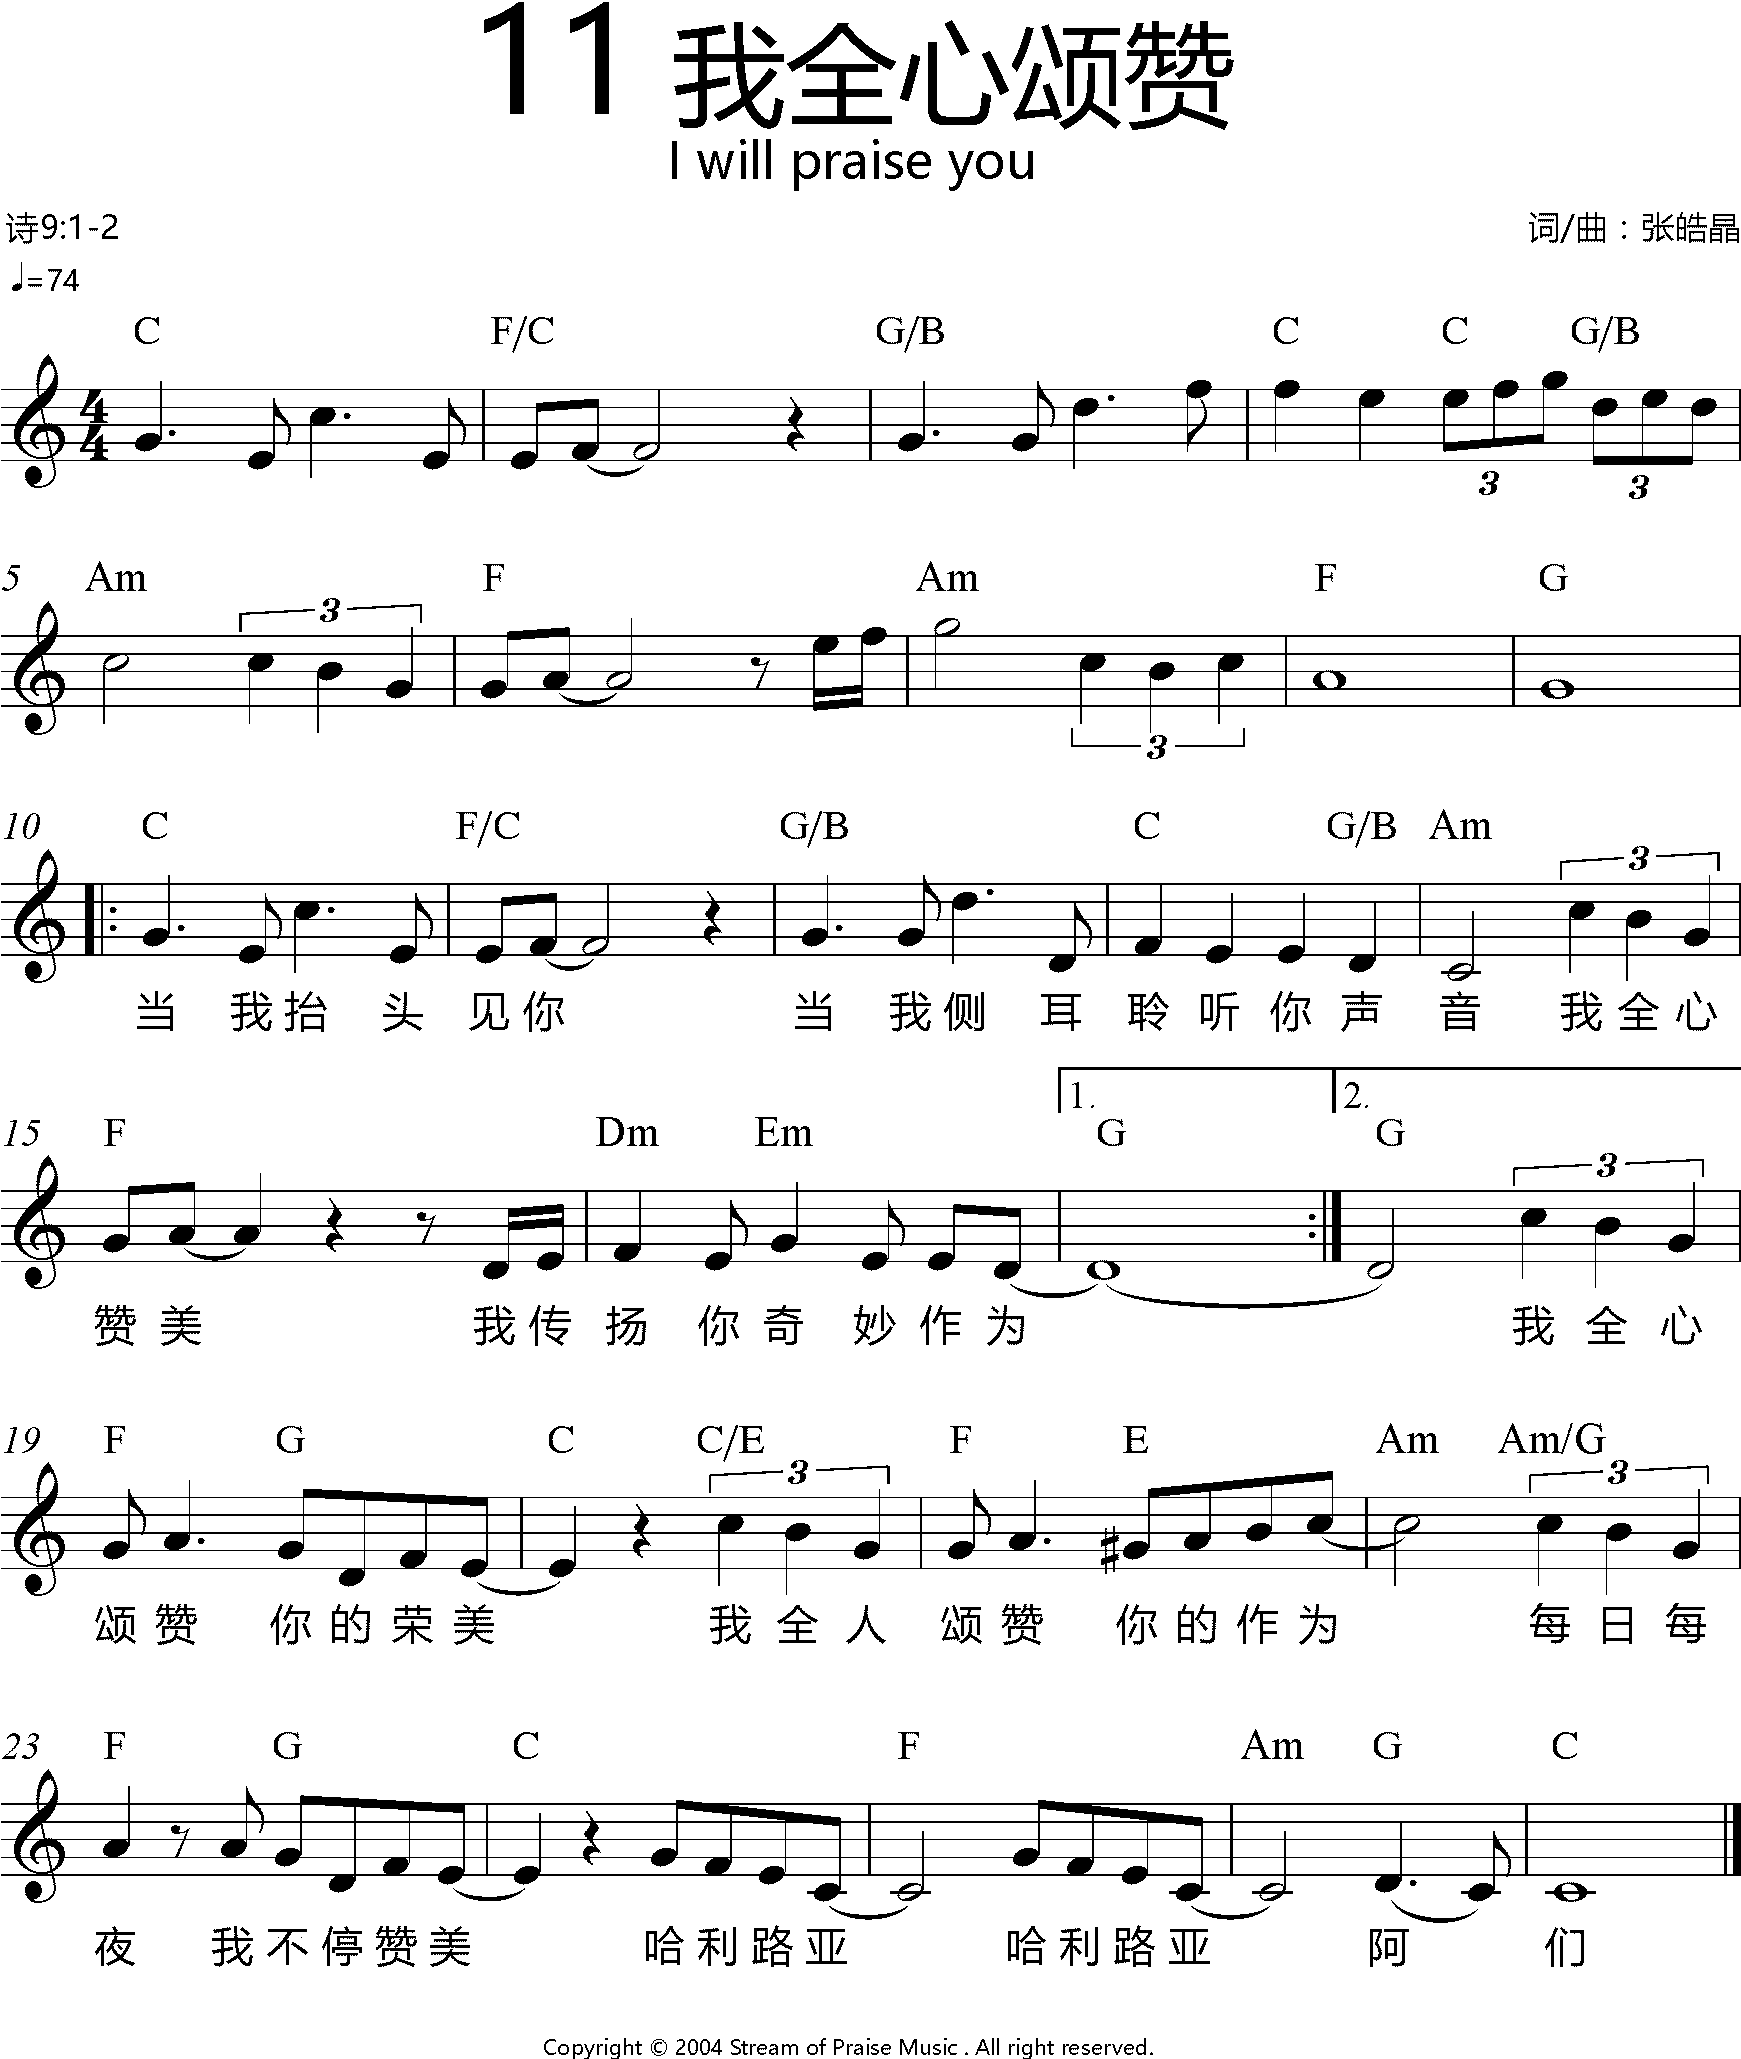 11 我全心颂赞
I will praise you
诗9:1-2
词/曲：张皓晶
♩=74
C F/C G/B C C G/B
4
4
3 3
5 Am F Am F G
3 3
10 C F/C G/B C G/B Am
3
当 我 抬 头 见 你 当 我 侧 耳 聆 听 你 声 音 我 全 心
1. 2.
15 F Dm Em G G
3
赞 美 我 传 扬 你 奇 妙 作 为 我 全 心
19 F G C C/E F E Am Am/G
3 3
颂 赞 你 的 荣 美 我 全 人 颂 赞 你 的 作 为 每 日 每
23 F G C F Am G C
夜 我 不 停 赞 美 哈 利 路 亚 哈 利 路 亚 阿 们
Copyright © 2004 Stream of Praise Music . All right reserved.